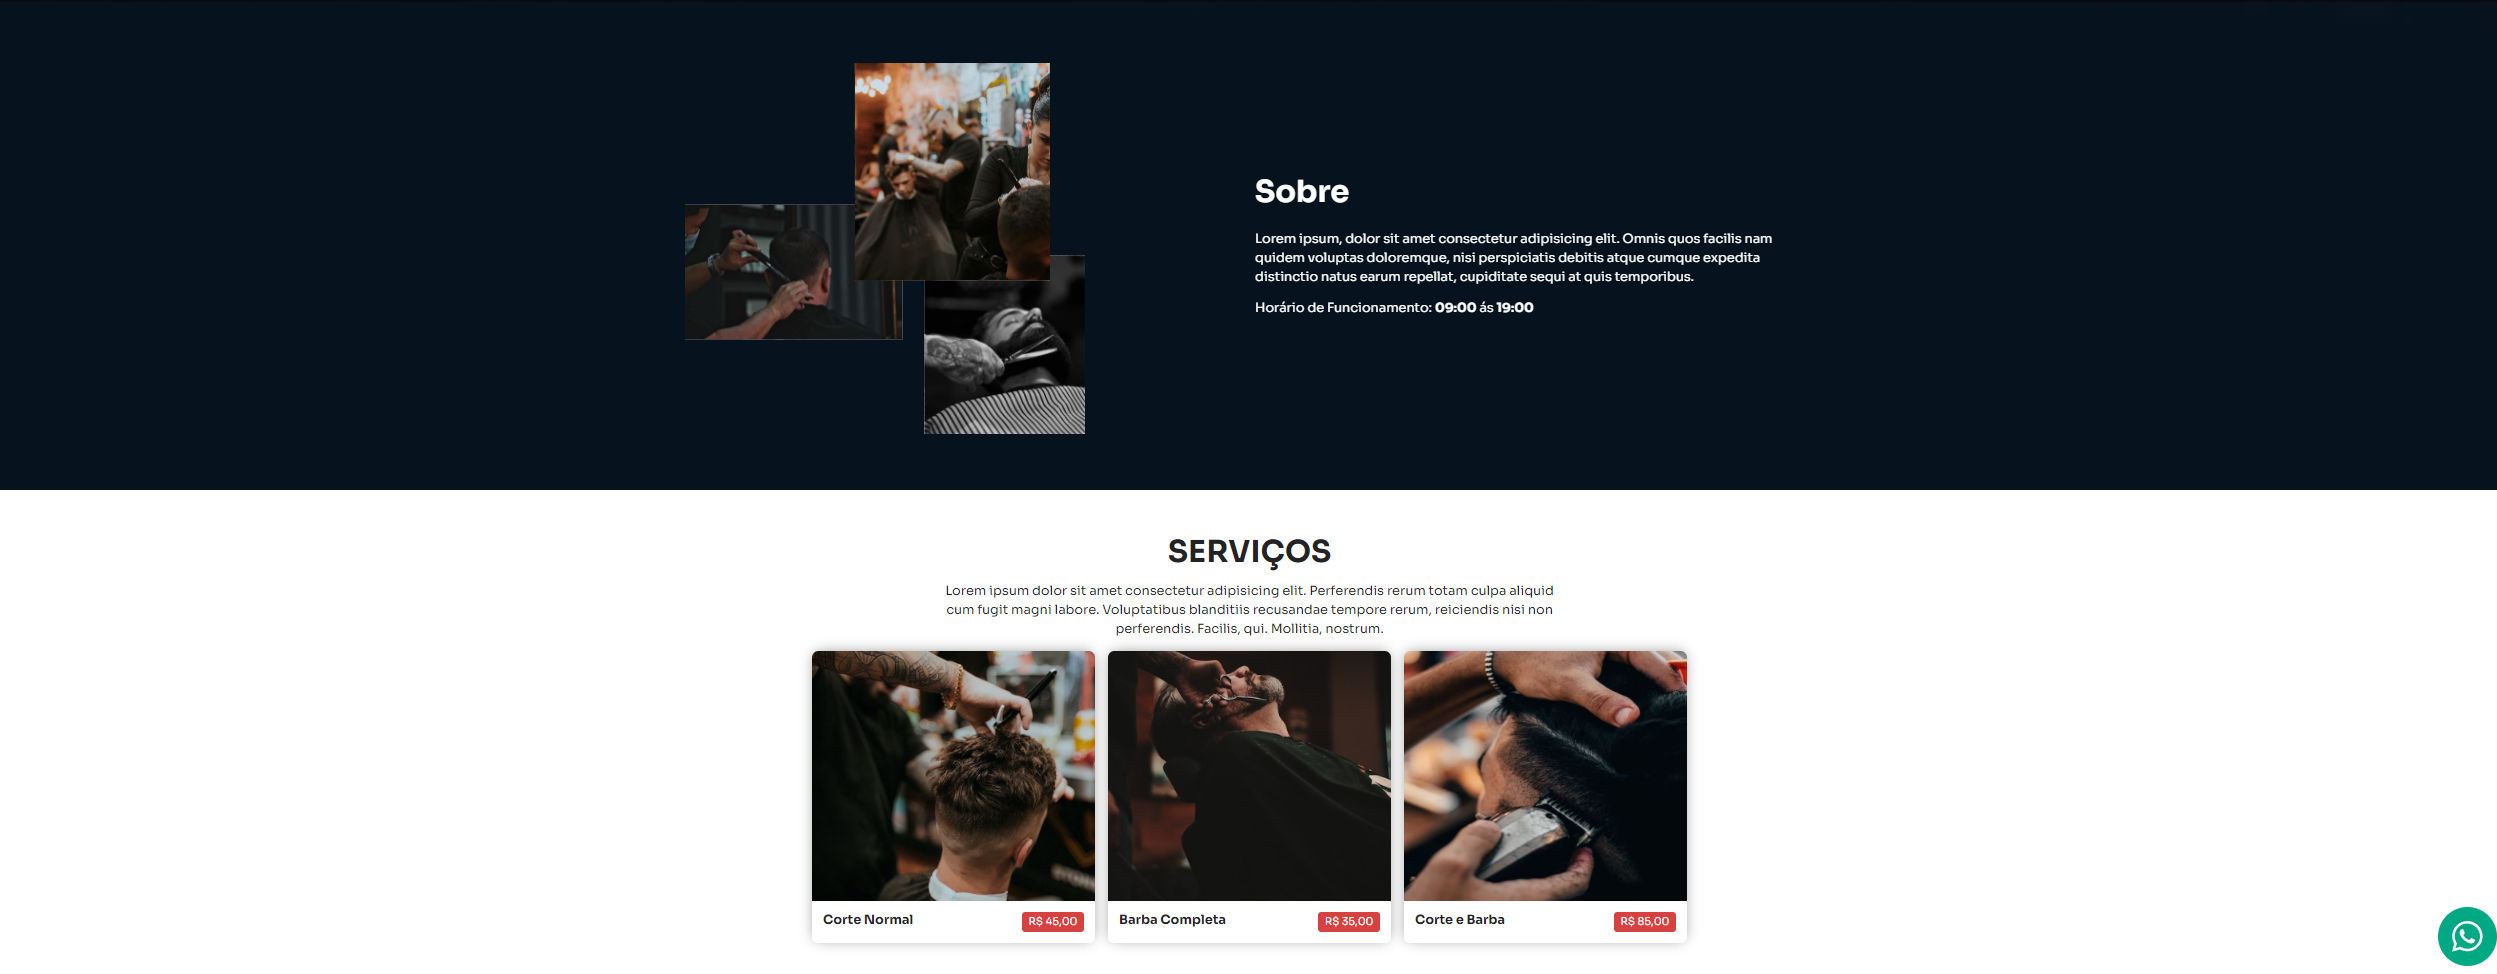 Sobre
Lorem ipsum, dolor sit amet consectetur adipisicing elit. Omnis quos facilis nam
quidem voluptas doloremque, nisi perspiciatis debitis atque cumque expedita
distinctio natus earum repellat, cupiditate sequi at quis temporibus.
Horário de Funcionamento: 09:00 ás 19:00
SERVIÇOS
Lorem ipsum dolor sit amet consectetur adipisicing elit. Perferendis rerum totam culpa aliquid
cum fugit magni labore. Voluptatibus blanditiis recusandae tempore rerum, reiciendis nisi non
perferendis. Facilis, qui. Mollitia, nostrum.
Corte Normal
R$ 45,00
Barba Completa
R$ 35,00
Corte e Barba
R$ 85,00